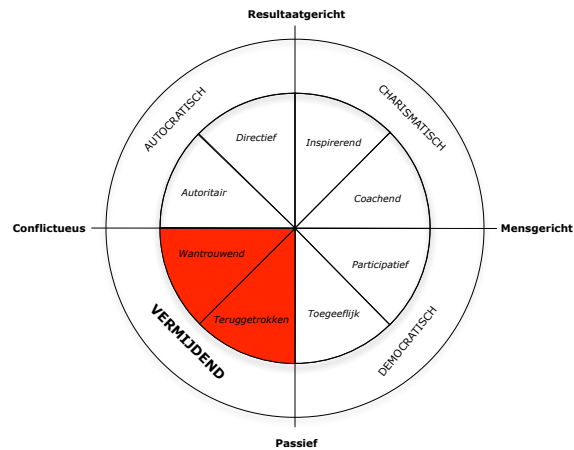 Resultaatgericht
AUTOCRATISCH
CHARISMATISCH
Directief
Inspirerend
Autoritair
Coachend
Conflictueus
Mensgericht
Wantrouwend
Participatief
Teruggetrokken
Toegeeflijk
VERMIJDEND
DEMOCRATISCH
Passief